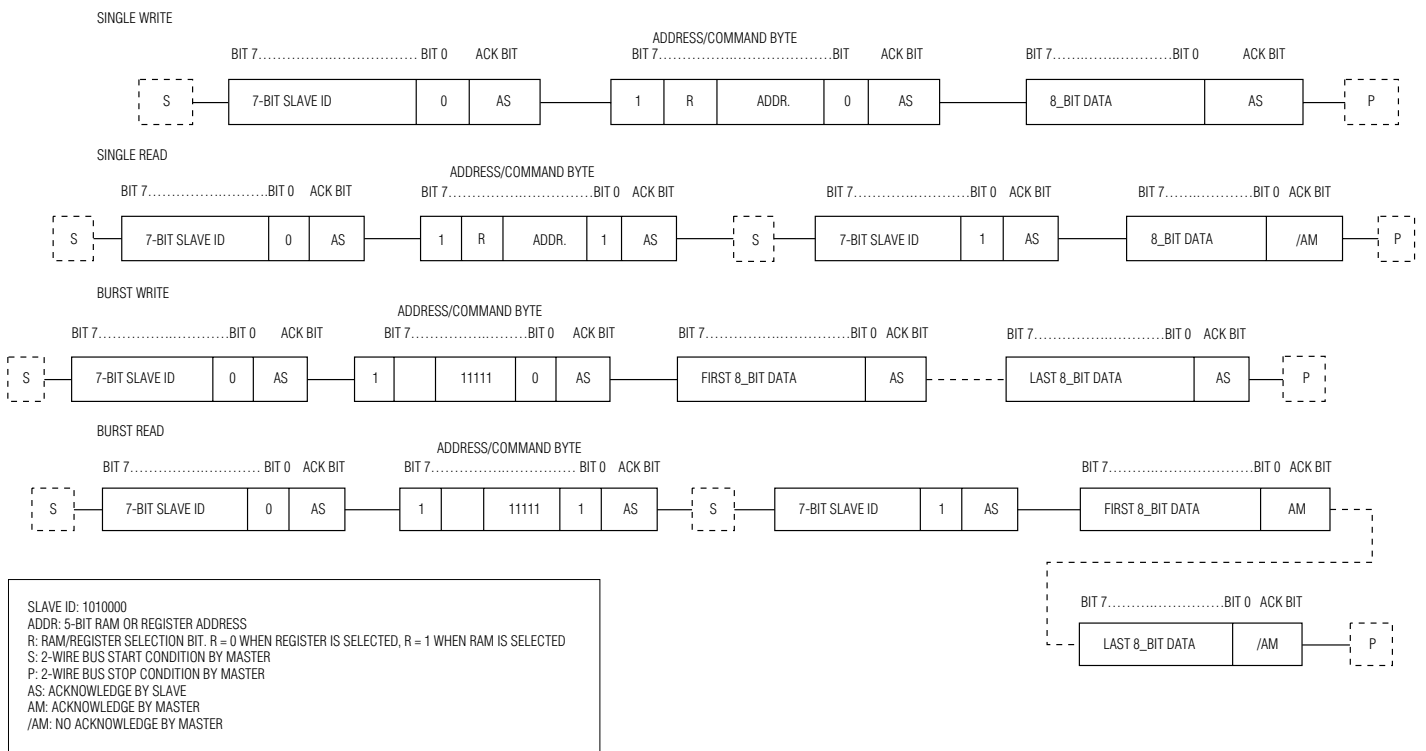 SINGLE WRITE
ADDRESS/COMMAND BYTE
BIT 7…………….……………… BIT 0 ACK BIT BIT 7……………..…………………BIT ACK BIT BIT 7……..…….…………BIT 0 ACK BIT
S 7-BIT SLAVE ID 0 AS 1 R ADDR. 0 AS 8_BIT DATA AS P
SINGLE READ
ADDRESS/COMMAND BYTE
BIT 7…………….……….BIT 0 ACK BIT BIT 7…………….…………. BIT 0 ACK BIT BIT 7…………….…………BIT 0 ACK BIT BIT 7……..…………BIT 0 ACK BIT
S 7-BIT SLAVE ID 0 AS 1 R ADDR. 1 AS S 7-BIT SLAVE ID 1 AS 8_BIT DATA /AM P
BURST WRITE
ADDRESS/COMMAND BYTE
BIT 7……………..…………BIT 0 ACK BIT BIT 7……………..………BIT 0 ACK BIT BIT 7………..……………………BIT 0 ACK BIT BIT 7………..……………BIT 0 ACK BIT
S 7-BIT SLAVE ID 0 AS 1 11111 0 AS FIRST 8_BIT DATA AS LAST 8_BIT DATA AS P
BURST READ
ADDRESS/COMMAND BYTE
BIT 7……………..………… BIT 0 ACK BIT BIT 7……………..…………… BIT 0 ACK BIT BIT 7……………..…………BIT 0 ACK BIT BIT 7………..……………………BIT 0 ACK BIT
S 7-BIT SLAVE ID 0 AS 1 11111 1 AS S 7-BIT SLAVE ID 1 AS FIRST 8_BIT DATA AM
BIT 7………..……………BIT 0 ACK BIT
LAST 8_BIT DATA /AM P
SLAVE ID: 1010000
ADDR: 5-BIT RAM OR REGISTER ADDRESS
R: RAM/REGISTER SELECTION BIT. R = 0 WHEN REGISTER IS SELECTED, R = 1 WHEN RAM IS SELECTED
S: 2-WIRE BUS START CONDITION BY MASTER
P: 2-WIRE BUS STOP CONDITION BY MASTER
AS: ACKNOWLEDGE BY SLAVE
AM: ACKNOWLEDGE BY MASTER
/AM: NO ACKNOWLEDGE BY MASTER